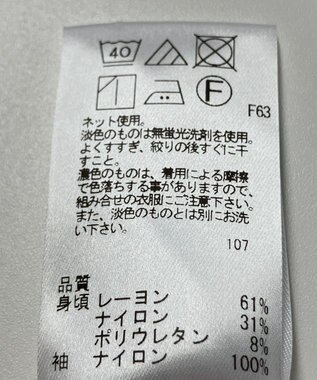 40
F
F63
ネット使用。
淡色のものは無蛍光洗剤を使用。
よくすすぎ、絞りの後すぐに干
すこと。
濃色のものは、着用による摩擦
で色落ちする事がありますので、
組み合せの衣服にご注意下さい。
また、淡色のものとは別にお洗
い下さい。
107
品質
身頃 レーヨン 61%
ナイロン 31%
ポリウレタン 8%
袖 ナイロン 100%